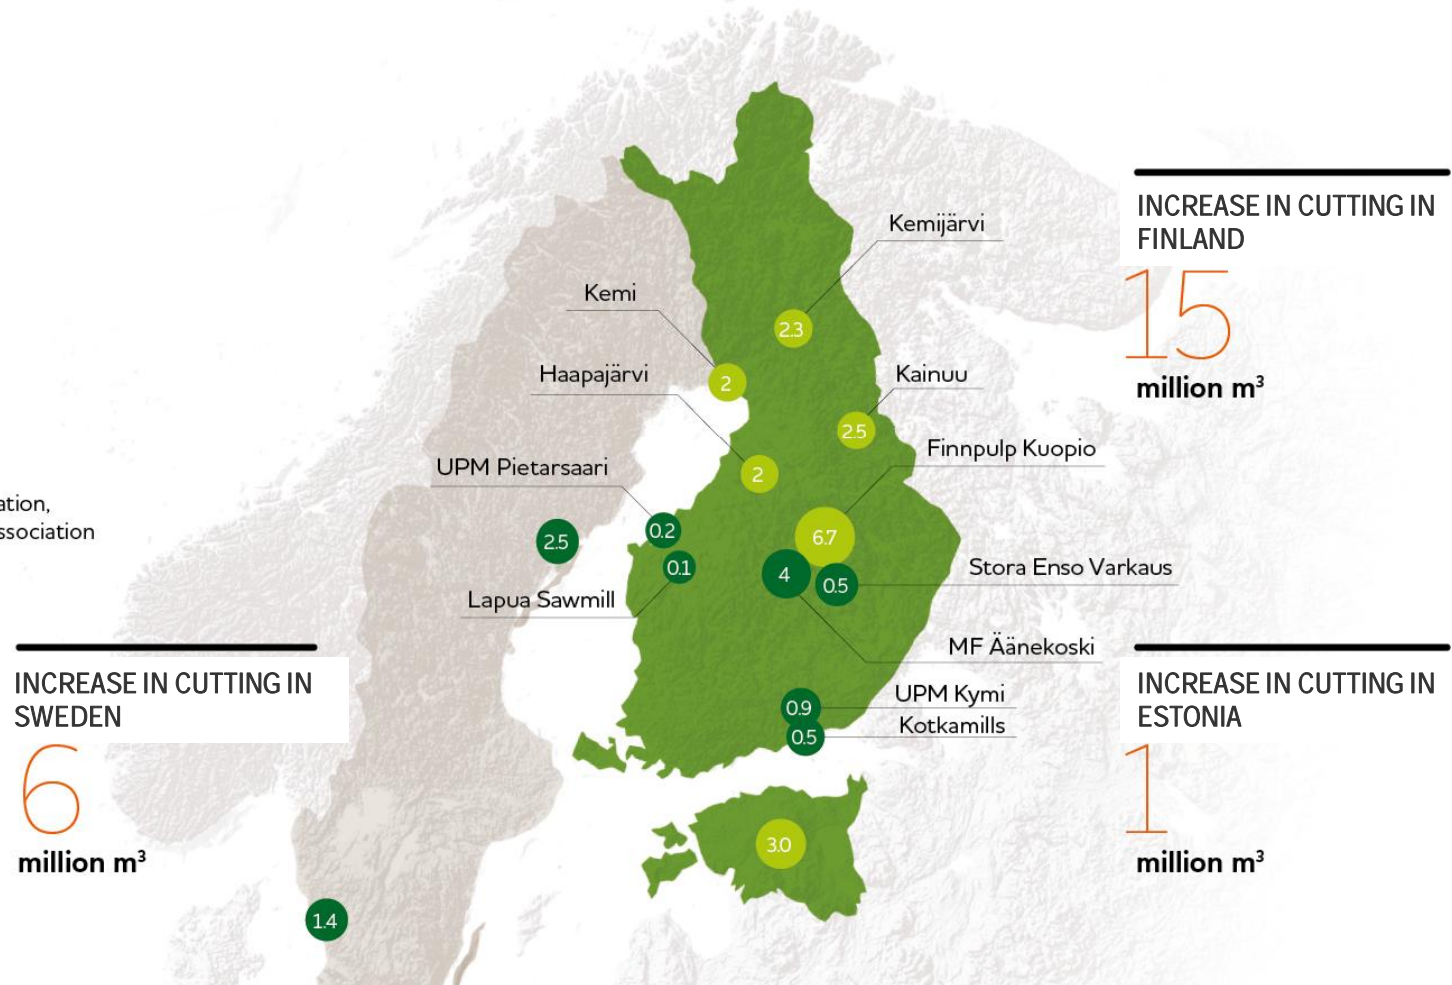 Kemijärvi
INCREASE IN CUTTING IN
FINLAND
15
million m³
Kemi
2.3
Haapajärvi
2
Kainuu
2.5
Finnpulp Kuopio
UPM Pietarsaari
2
ation,
ssociation
2.5
0.2
6.7
0.1
4
0.5
Stora Enso Varkaus
Lapua Sawmill
MF Äänekoski
INCREASE IN CUTTING IN
SWEDEN
6
million m³
0.9
UPM Kymi
0.5
Kotkamills
INCREASE IN CUTTING IN
ESTONIA
1
million m³
3.0
1.4